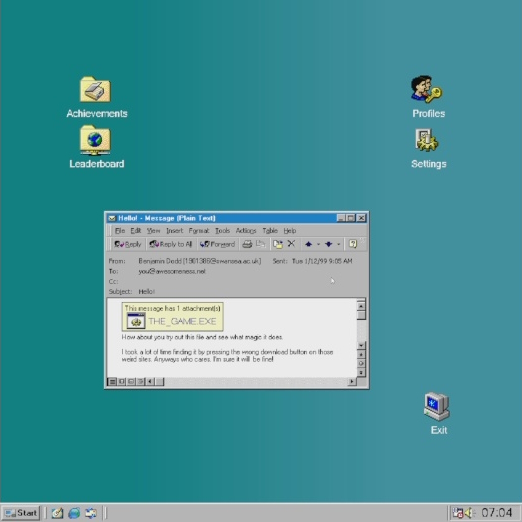 Achievements
Profiles
Leaderboard
Settings
Hello! - Message (Plain Text)
File Edit View Insert Format Tools Actions Table Help
Reply Reply to All Forward
From: Benjamin Dodd [1901388@swansea.ac.uk] Sent: Tue 1/12/99 9:05 AM
To: you@awesomeness.net
Cc:
Subject: Hello!
This message has 1 attachment(s)
THE_GAME.EXE
How about you try out this file and see what magic it does.
I took a lot of time finding it by pressing the wrong download button on those
weird sites. Anyways who cares. I'm sure it will be fine!
Exit
Start
07:04